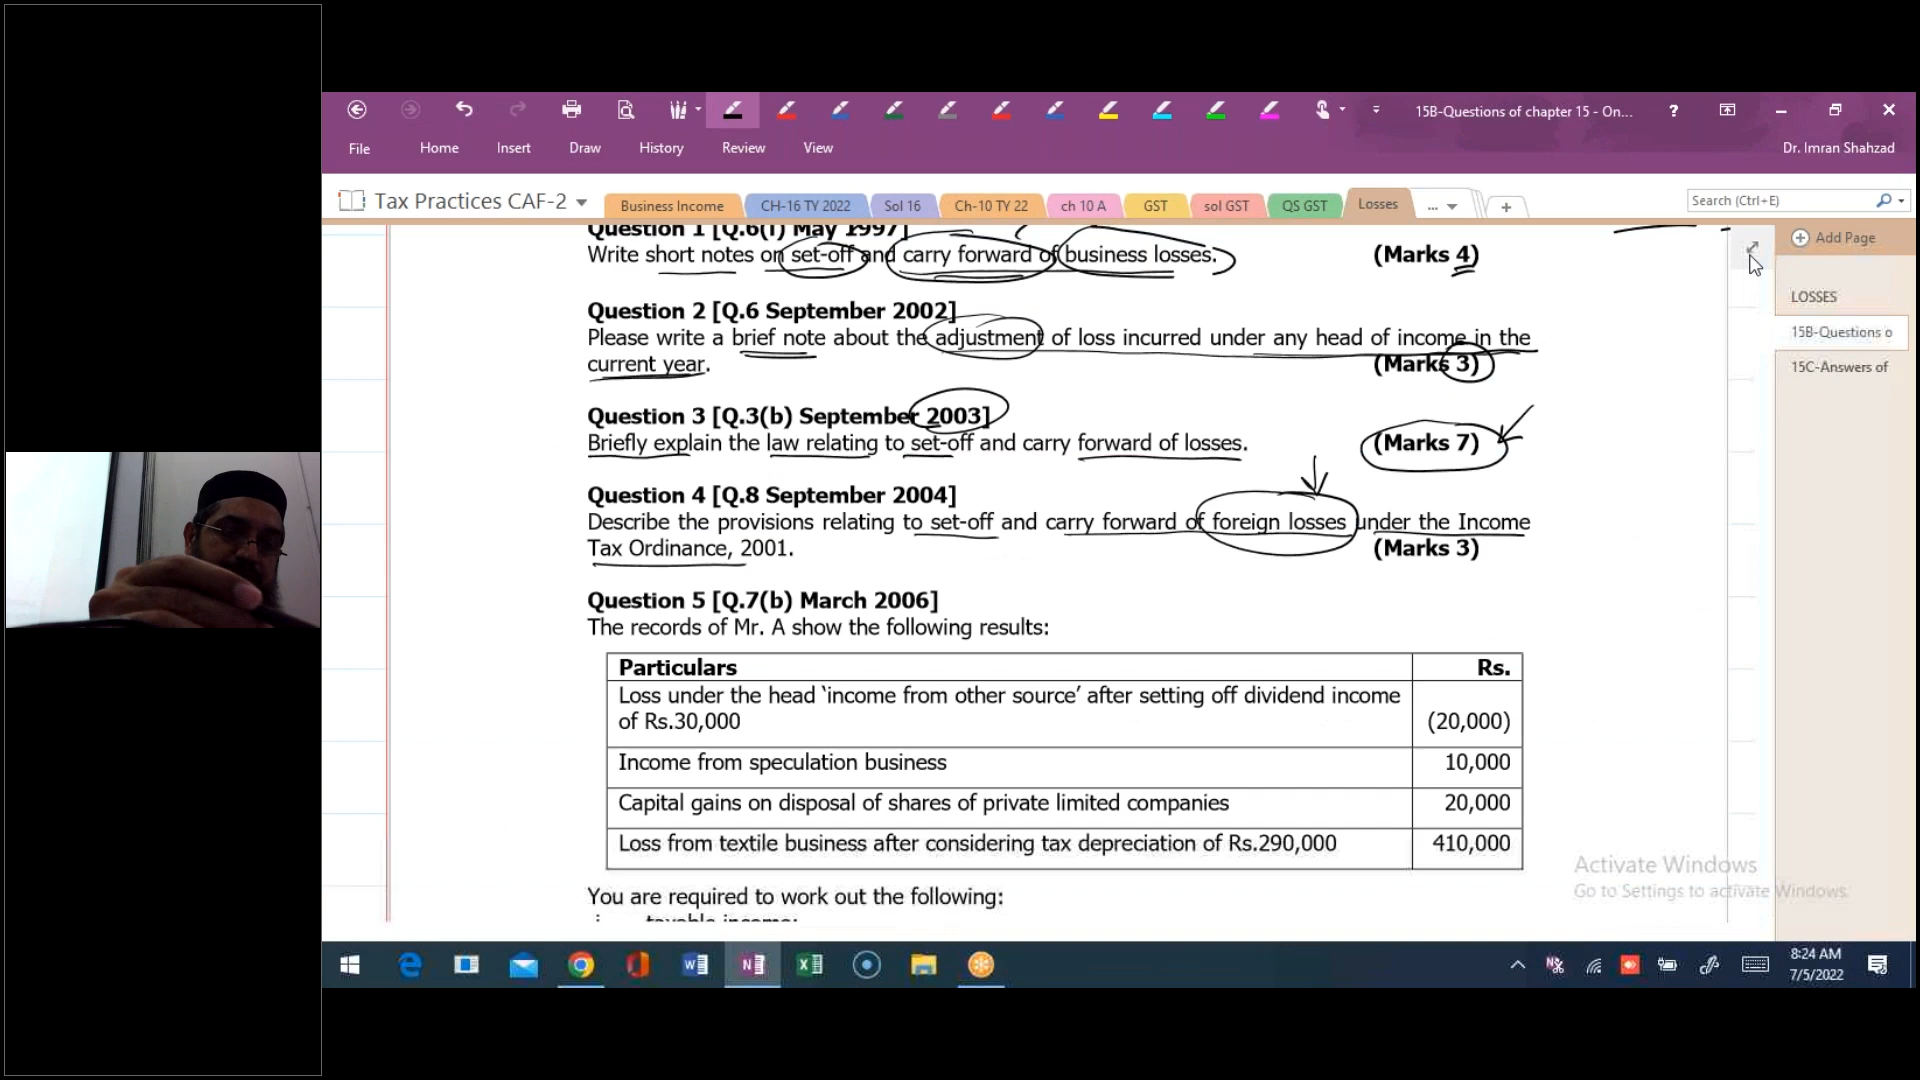 15B-Questions of chapter 15 - On...
?
File
Home
Insert
Draw
History
Review
View
Dr. Imran Shahzad
Tax Practices CAF-2
Business Income
CH-16 TY 2022
Sol 16
Ch-10 TY 22
ch 10 A
GST
sol GST
QS GST
Losses
...
+
Search (Ctrl+E)
Add Page
LOSSES
15B-Questions o
15C-Answers of
Question 1 [Q.6(f) May 1997]
Write short notes on set-off and carry forward of business losses. (Marks 4)
Question 2 [Q.6 September 2002]
Please write a brief note about the adjustment of loss incurred under any head of income in the
current year. (Marks 3)
Question 3 [Q.3(b) September 2003]
Briefly explain the law relating to set-off and carry forward of losses. (Marks 7)
Question 4 [Q.8 September 2004]
Describe the provisions relating to set-off and carry forward of foreign losses under the Income
Tax Ordinance, 2001. (Marks 3)
Question 5 [Q.7(b) March 2006]
The records of Mr. A show the following results:
Particulars Rs.
Loss under the head 'income from other source' after setting off dividend income
of Rs.30,000 (20,000)
Income from speculation business 10,000
Capital gains on disposal of shares of private limited companies 20,000
Loss from textile business after considering tax depreciation of Rs.290,000 410,000
You are required to work out the following:
Activate Windows
Go to Settings to activate Windows.
8:24 AM
7/5/2022